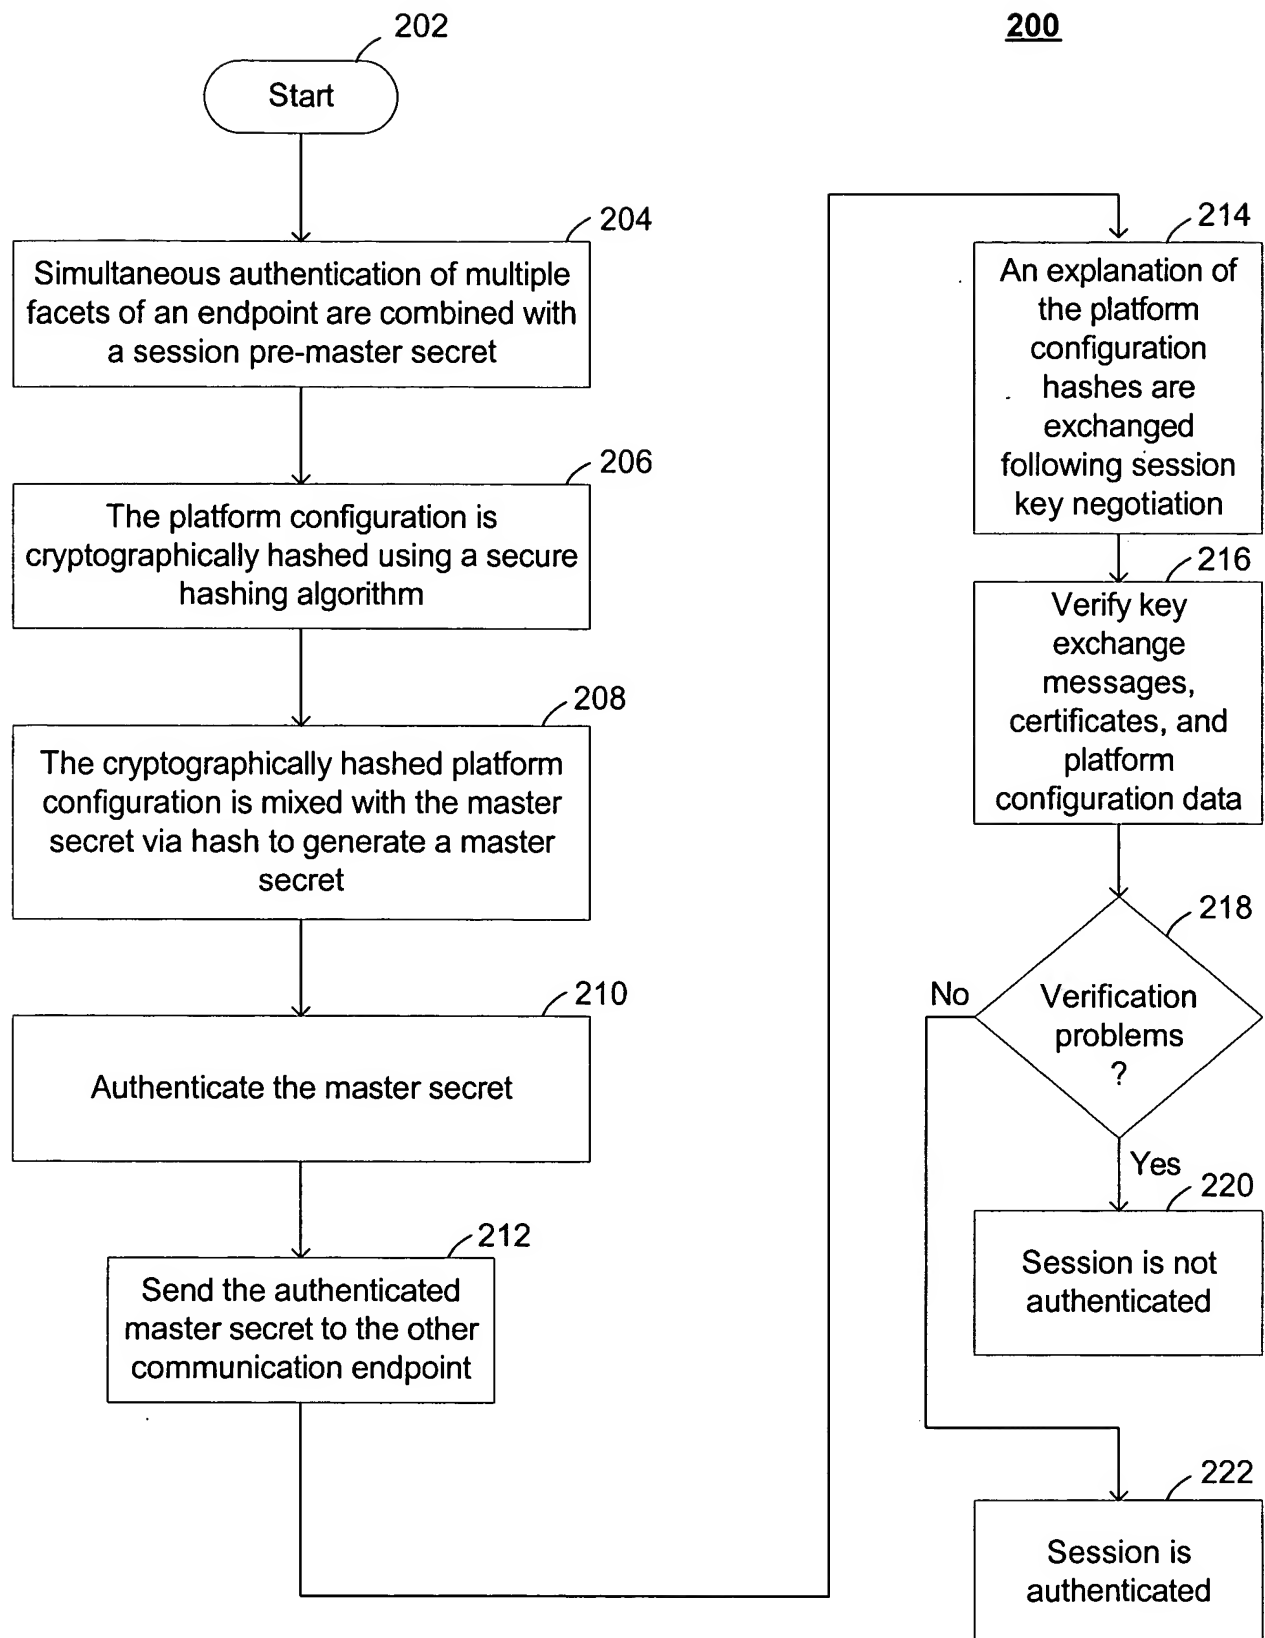 202
200
Start
204
Simultaneous authentication of multiple
facets of an endpoint are combined with
a session pre-master secret
206
The platform configuration is
cryptographically hashed using a secure
hashing algorithm
208
The cryptographically hashed platform
configuration is mixed with the master
secret via hash to generate a master
secret
210
Authenticate the master secret
212
Send the authenticated
master secret to the other
communication endpoint
214
An explanation of
the platform
configuration
hashes are
exchanged
following session
key negotiation
216
Verify key
exchange
messages,
certificates, and
platform
configuration data
218
No
Verification
problems
?
Yes
220
Session is not
authenticated
222
Session is
authenticated